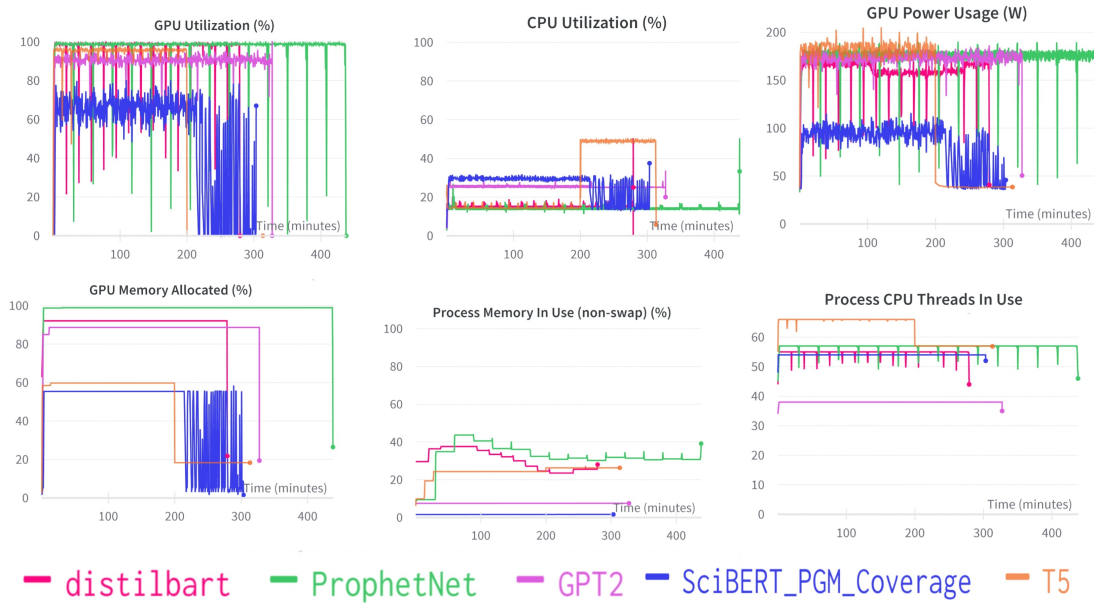 GPU Utilization (%)
100
80
60
40
20
0
Time (minutes)
100 200 300 400
CPU Utilization (%)
100
80
60
40
20
0
Time (minutes)
100 200 300 400
GPU Power Usage (W)
200
150
100
50
0
Time (minutes)
100 200 300 400
GPU Memory Allocated (%)
100
80
60
40
20
0
Time (minutes)
100 200 300 400
Process Memory In Use (non-swap) (%)
100
80
60
40
20
0
Time (minutes)
100 200 300 400
Process CPU Threads In Use
60
50
40
30
20
10
0
Time (minutes)
100 200 300 400
distilbart ProphetNet GPT2 SciBERT_PGM_Coverage T5